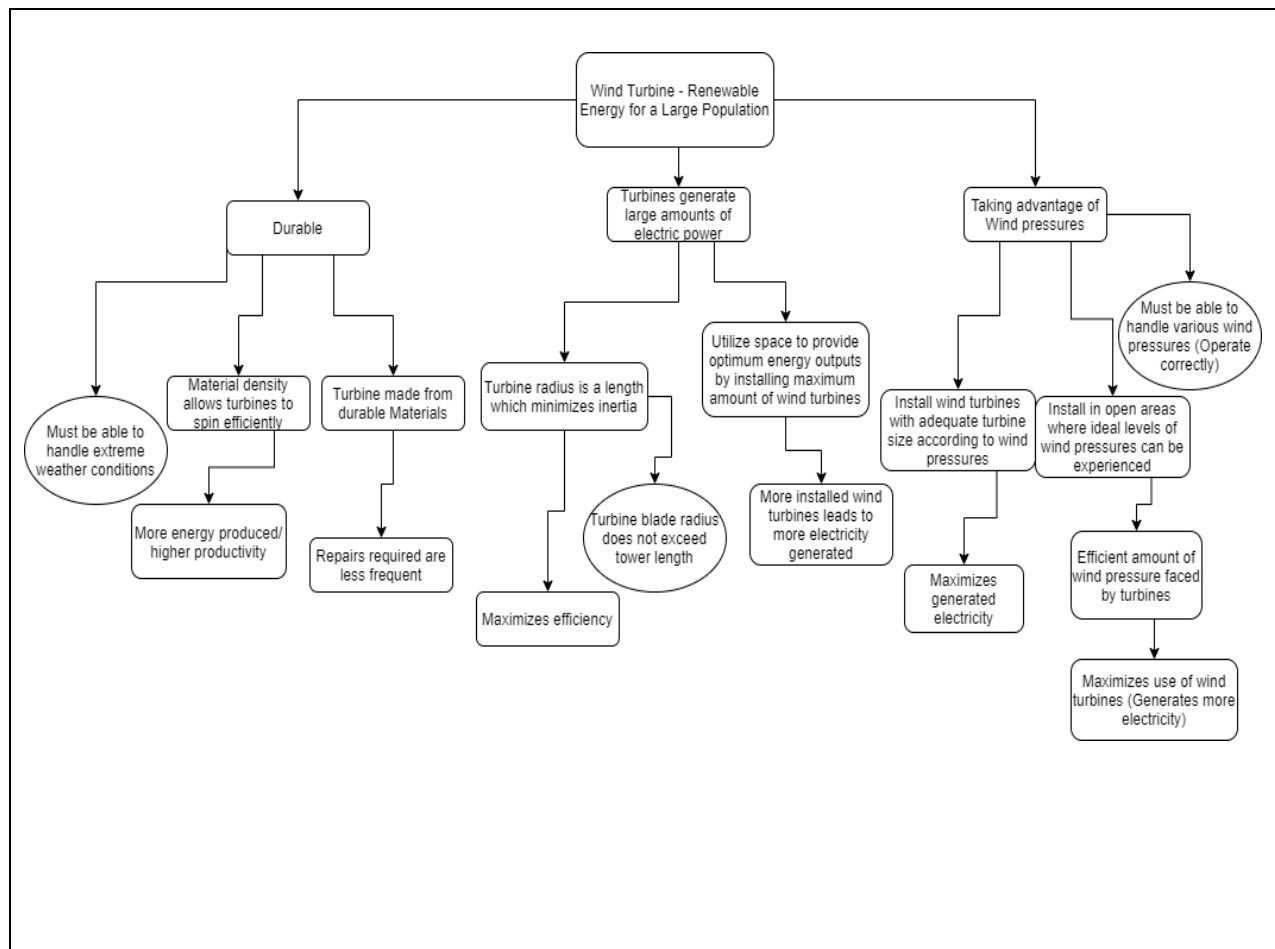 Wind Turbine - Renewable
Energy for a Large Population
Durable
Turbines generate
large amounts of
electric power
Taking advantage of
Wind pressures
Must be able to
handle extreme
weather conditions
Material density
allows turbines to
spin efficiently
Turbine made from
durable Materials
More energy produced/
higher productivity
Repairs required are
less frequent
Turbine radius is a length
which minimizes inertia
Utilize space to provide
optimum energy outputs
by installing maximum
amount of wind turbines
Maximizes efficiency
Turbine blade radius
does not exceed
tower length
More installed wind
turbines leads to
more electricity
generated
Install wind turbines
with adequate turbine
size according to wind
pressures
Install in open areas
where ideal levels of
wind pressures can be
experienced
Must be able to
handle various wind
pressures (Operate
correctly)
Maximizes
generated
electricity
Efficient amount of
wind pressure faced
by turbines
Maximizes use of wind
turbines (Generates more
electricity)